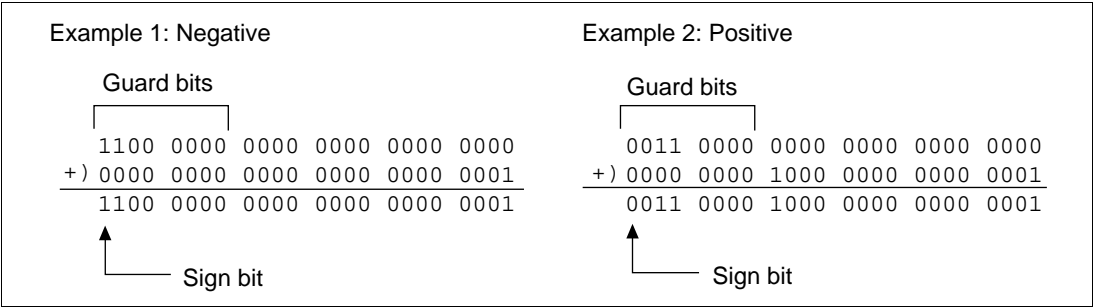 Example 1: Negative
Guard bits
1100 0000 0000 0000 0000 0000
+) 0000 0000 0000 0000 0000 0001
1100 0000 0000 0000 0000 0001
Sign bit
Example 2: Positive
Guard bits
0011 0000 0000 0000 0000 0000
+) 0000 0000 1000 0000 0000 0001
0011 0000 1000 0000 0000 0001
Sign bit